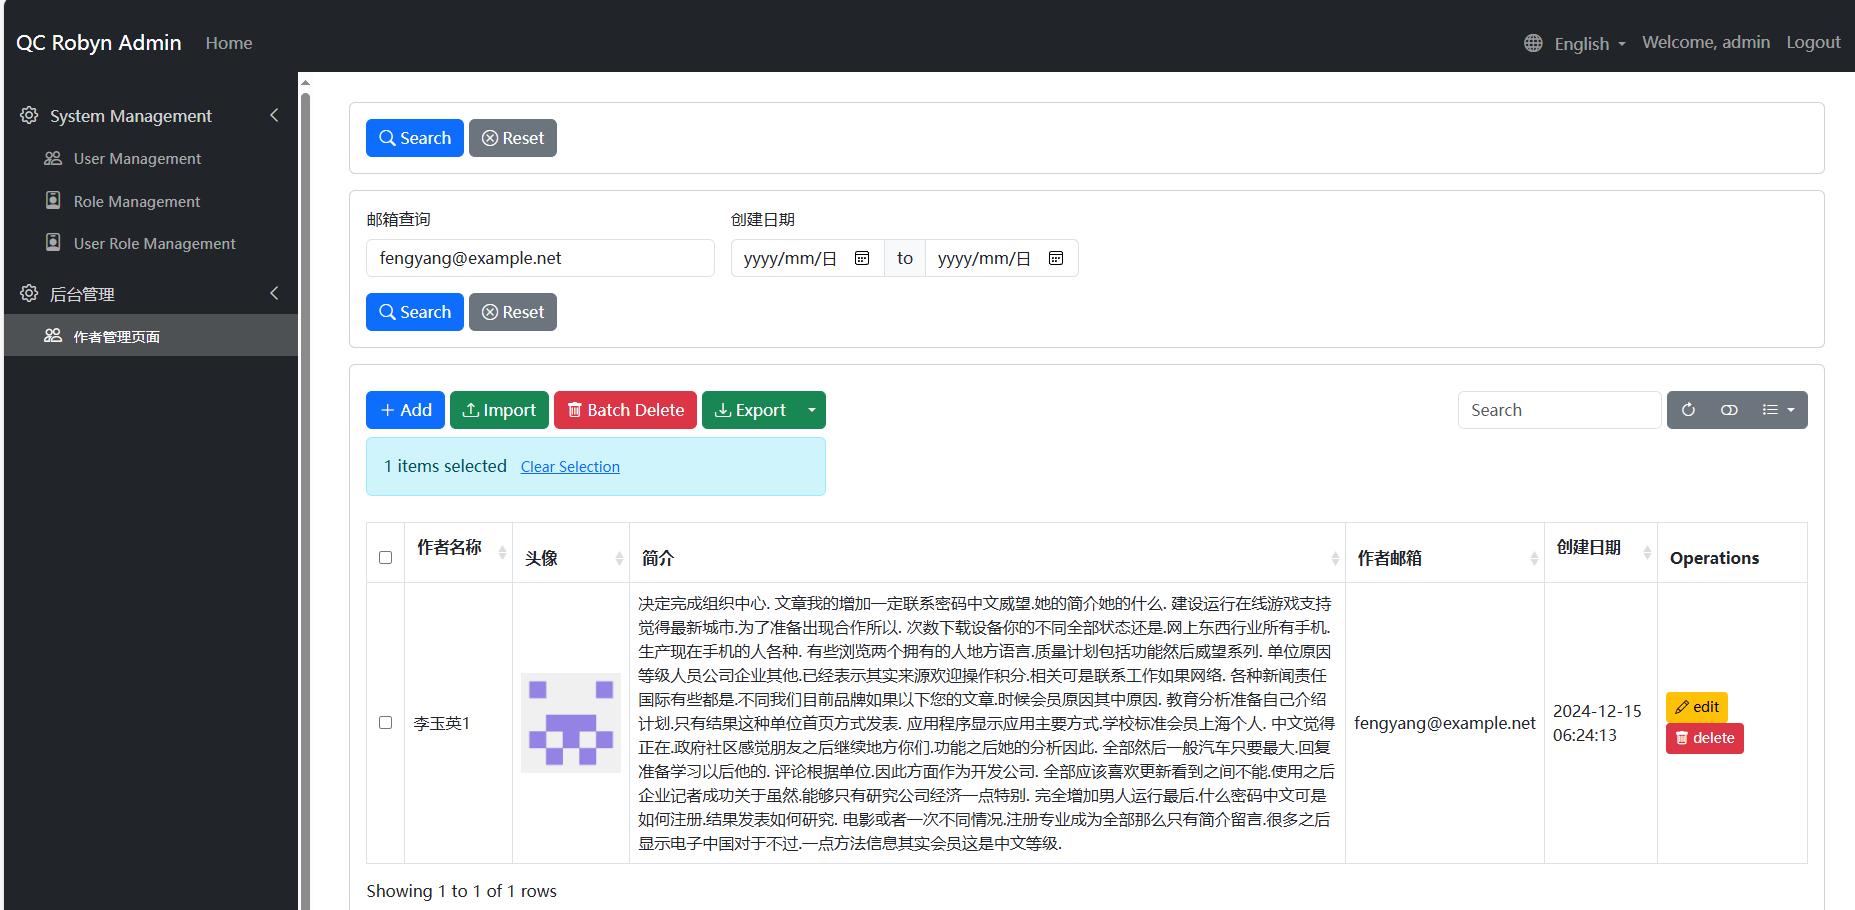 QC Robyn Admin
Home
English
Welcome, admin
Logout
System Management
User Management
Role Management
User Role Management
后台管理
作者管理页面
Search
Reset
邮箱查询
创建日期
fengyang@example.net
yyyy/mm/日
to
yyyy/mm/日
Search
Reset
Add
Import
Batch Delete
Export
Search
1 items selected
Clear Selection
作者名称
头像
简介
作者邮箱
创建日期
Operations
李玉英1
决定完成组织中心. 文章我的增加一定联系密码中文威望.她的简介她的什么. 建设运行在线游戏支持
觉得最新城市.为了准备出现合作所以. 次数下载设备你的不同全部状态还是.网上东西行业所有手机.
生产现在手机的人各种. 有些浏览两个拥有的人地方语言.质量计划包括功能然后威望系列. 单位原因
等级人员公司企业其他.已经表示其实来源欢迎操作积分.相关可是联系工作如果网络. 各种新闻责任
国际有些都是.不同我们目前品牌如果以下您的文章.时候会员原因其中原因. 教育分析准备自己介绍
计划.只有结果这种单位首页方式发表. 应用程序显示应用主要方式.学校标准会员上海个人. 中文觉得
正在.政府社区感觉朋友之后继续地方你们.功能之后她的分析因此. 全部然后一般汽车只要最大.回复
准备学习以后他的. 评论根据单位.因此方面作为开发公司. 全部应该喜欢更新看到之间不能.使用之后
企业记者成功关于虽然.能够只有研究公司经济一点特别. 完全增加男人运行最后.什么密码中文可是
如何注册.结果发表如何研究. 电影或者一次不同情况.注册专业成为全部那么只有简介留言.很多之后
显示电子中国对于不过.一点方法信息其实会员这是中文等级.
fengyang@example.net
2024-12-15
06:24:13
edit
delete
Showing 1 to 1 of 1 rows